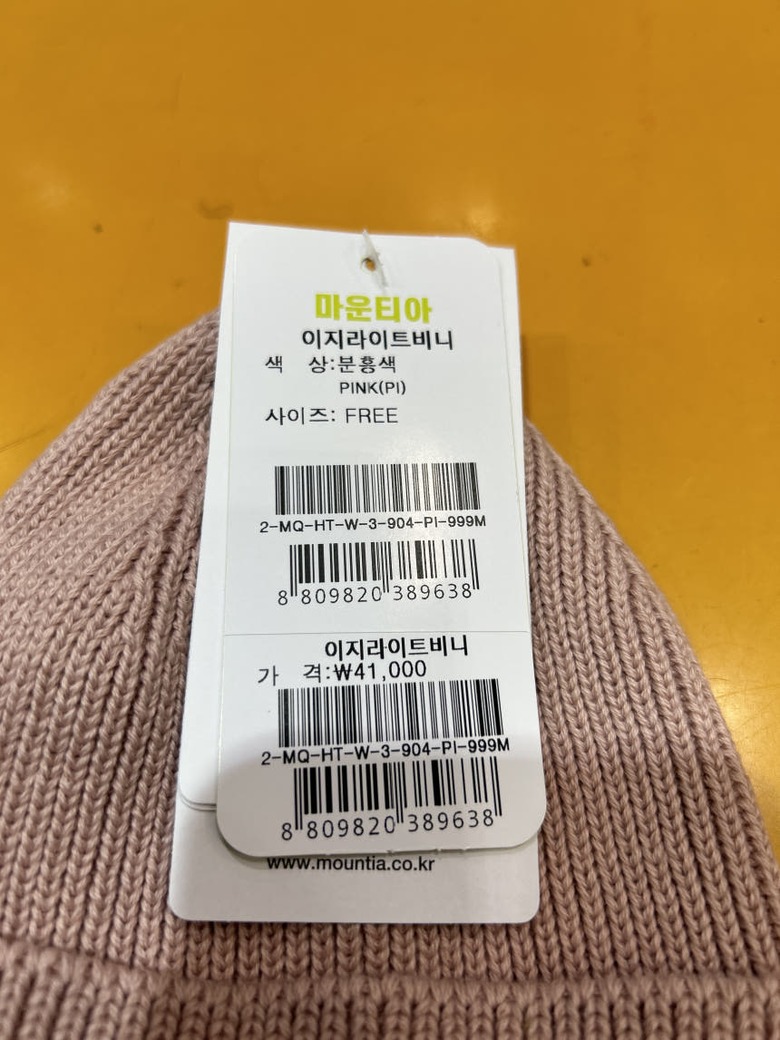 마운티아
이지라이트비니
색 상:분홍색
PINK(PI)
사이즈: FREE
2-MQ-HT-W-3-904-PI-999M
8 809820 389638
이지라이트비니
가 격:₩41,000
2-MQ-HT-W-3-904-PI-999M
8 809820 389638
www.mountia.co.kr